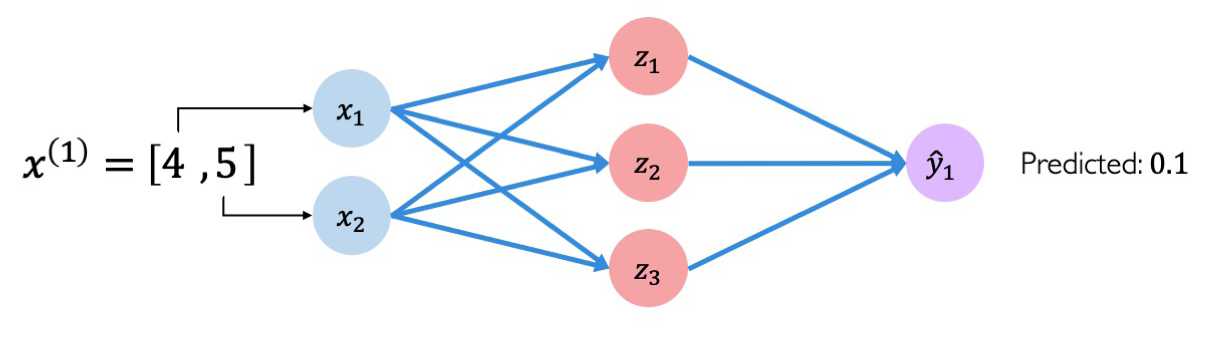 x⁽¹⁾ = [4 ,5]
x₁
x₂
z₁
z₂
z₃
ŷ₁
Predicted: 0.1